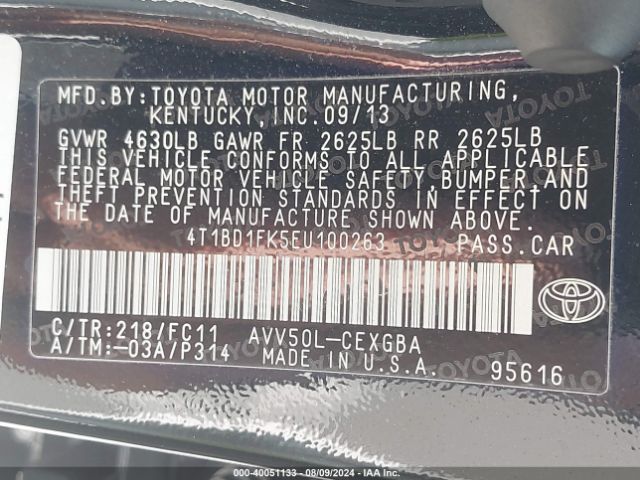 MFD.BY:TOYOTA MOTOR MANUFACTURING,
KENTUCKY,INC.09/13
GVWR 4630LB GAWR FR 2625LB RR 2625LB
THIS VEHICLE CONFORMS TO ALL APPLICABLE
FEDERAL MOTOR VEHICLE SAFETY,BUMPER,AND
THEFT PREVENTION STANDARDS IN EFFECT ON
THE DATE OF MANUFACTURE SHOWN ABOVE.
4T1BD1FK5EU100263 PASS.CAR
C/TR:218/FC11 AVV50L-CEXGBA
A/TM:-03A/P314 MADE IN U.S.A. 95616
000-40051133 - 08/09/2024 - IAA Inc.